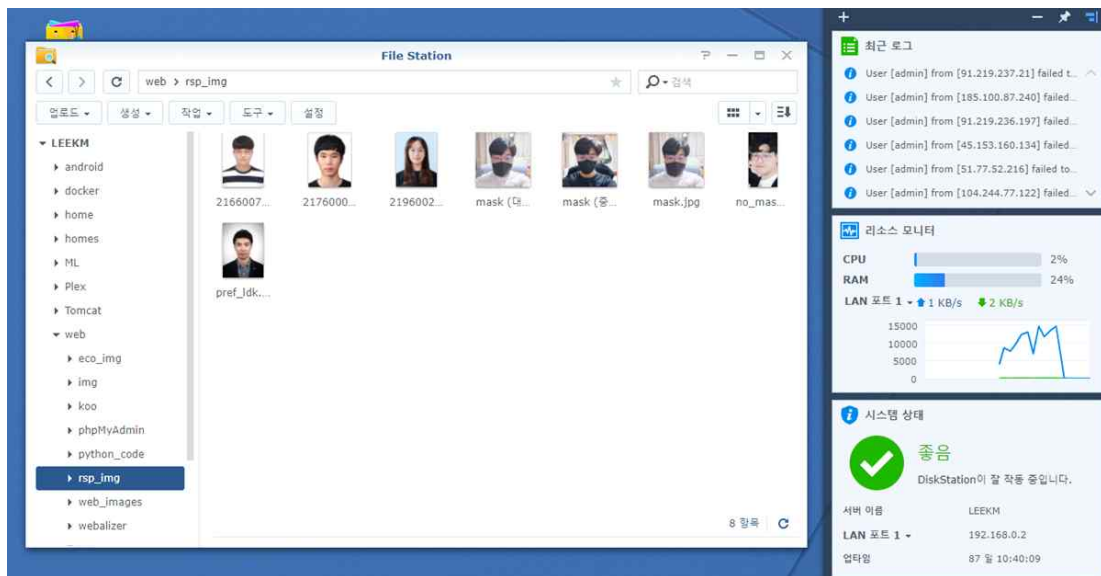 File Station
web > rsp_img
검색
업로드 생성 작업 도구 설정
LEEKM
android
docker
home
homes
ML
Plex
Tomcat
web
eco_img
img
koo
phpMyAdmin
python_code
rsp_img
web_images
webalizer
2166007... 2176000... 2196002... mask (대... mask (중... mask.jpg no_mas...
pref_ldk....
8 항목
최근 로그
User [admin] from [91.219.237.21] failed t...
User [admin] from [185.100.87.240] failed...
User [admin] from [91.219.236.197] failed...
User [admin] from [45.153.160.134] failed...
User [admin] from [51.77.52.216] failed to...
User [admin] from [104.244.77.122] failed...
리소스 모니터
CPU 2%
RAM 24%
LAN 포트 1 1 KB/s 2 KB/s
15000
10000
5000
0
시스템 상태
좋음
DiskStation이 잘 작동 중입니다.
서버 이름 LEEKM
LAN 포트 1 192.168.0.2
업타임 87 일 10:40:09